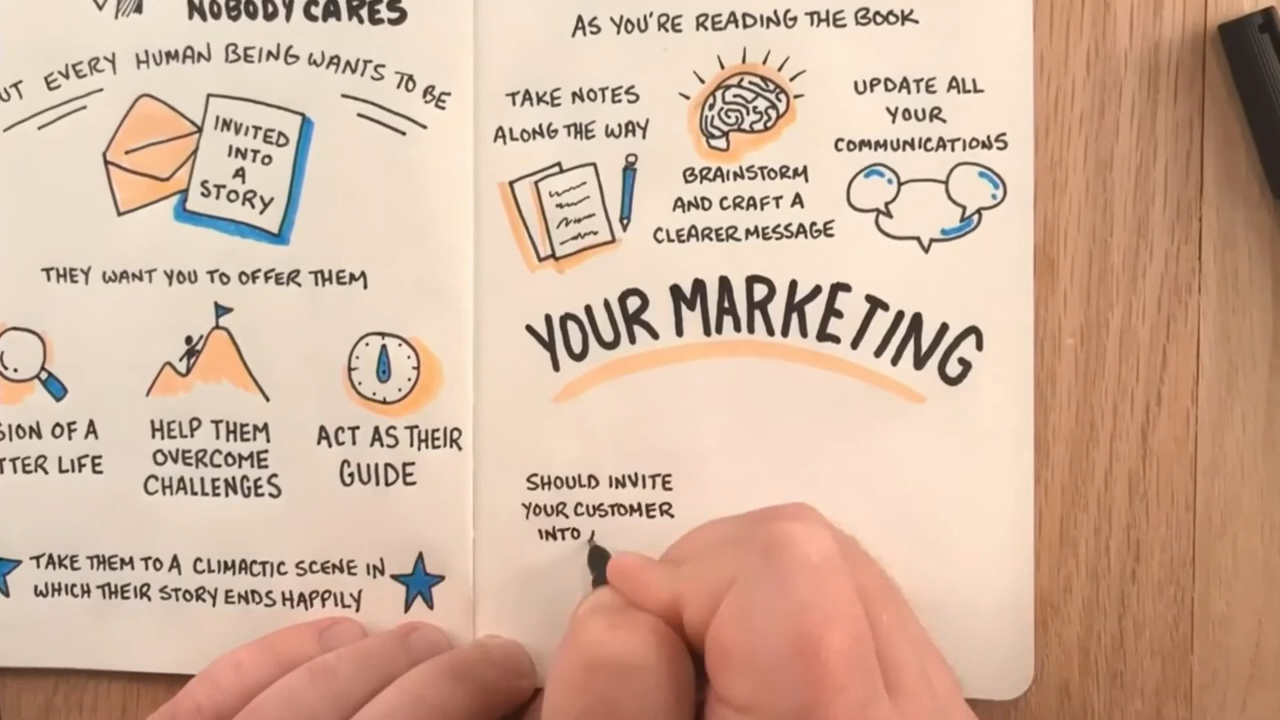 NOBODY CARES
UT EVERY HUMAN BEING WANTS TO BE
INVITED
INTO
A
STORY
THEY WANT YOU TO OFFER THEM
SION OF A
TTER LIFE
HELP THEM
OVERCOME
CHALLENGES
ACT AS THEIR
GUIDE
TAKE THEM TO A CLIMACTIC SCENE IN
WHICH THEIR STORY ENDS HAPPILY
AS YOU'RE READING THE BOOK
TAKE NOTES
ALONG THE WAY
BRAINSTORM
AND CRAFT A
CLEARER MESSAGE
UPDATE ALL
YOUR
COMMUNICATIONS
YOUR MARKETING
SHOULD INVITE
YOUR CUSTOMER
INTO